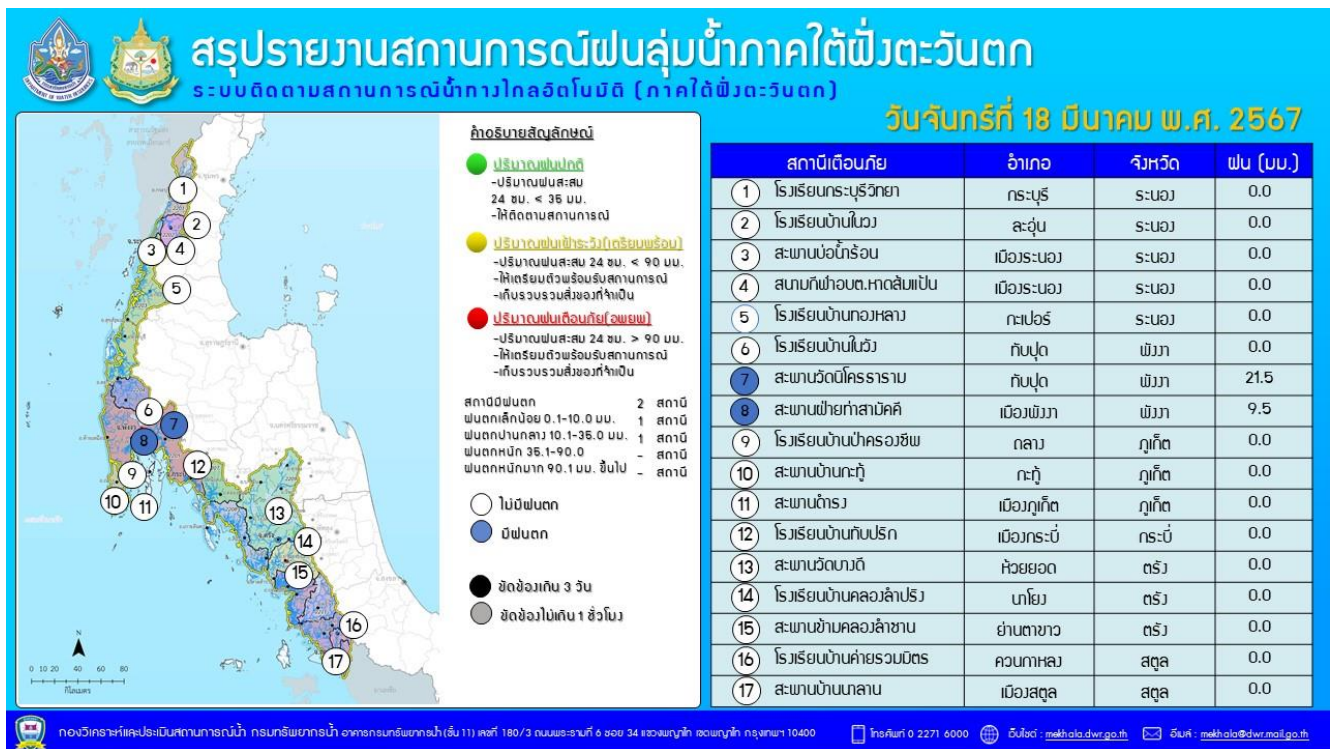 สรุปรายงานสถานการณ์ฝนลุ่มน้ำภาคใต้ฝั่งตะวันตก
ระบบติดตามสถานการณ์น้ำทางไกลอัตโนมัติ (ภาคใต้ฝั่งตะวันตก)
วันจันทร์ที่ 18 มีนาคม พ.ศ. 2567
คำอธิบายสัญลักษณ์
ปริมาณฝนปกติ
-ปริมาณฝนสะสม
24 ชม. < 35 มม.
-ให้ติดตามสถานการณ์
ปริมาณฝนเฝ้าระวัง(เตรียมพร้อม)
-ปริมาณฝนสะสม 24 ชม. < 90 มม.
-ให้เตรียมตัวพร้อมรับสถานการณ์
-เก็บรวบรวมสิ่งของที่จำเป็น
ปริมาณฝนเตือนภัย(อพยพ)
-ปริมาณฝนสะสม 24 ชม. > 90 มม.
-ให้เตรียมตัวพร้อมรับสถานการณ์
-เก็บรวบรวมสิ่งของที่จำเป็น
สถานีมีฝนตก 2 สถานี
ฝนตกเล็กน้อย 0.1-10.0 มม. 1 สถานี
ฝนตกปานกลาง 10.1-35.0 มม. 1 สถานี
ฝนตกหนัก 35.1-90.0 - สถานี
ฝนตกหนักมาก 90.1 มม. ขึ้นไป - สถานี
ไม่มีฝนตก
มีฝนตก
ขัดข้องเกิน 3 วัน
ขัดข้องไม่เกิน 1 ชั่วโมง
1
2
3 4
5
6
7
8
9
12
10 11
13
14
15
16
17
N
0 10 20 40 60 80
กิโลเมตร
สถานีเตือนภัย อำเภอ จังหวัด ฝน (มม.)
1 โรงเรียนกระบุรีวิทยา กระบุรี ระนอง 0.0
2 โรงเรียนบ้านในวง ละอุ่น ระนอง 0.0
3 สะพานบ่อน้ำร้อน เมืองระนอง ระนอง 0.0
4 สนามกีฬาอบต.หาดส้มแป้น เมืองระนอง ระนอง 0.0
5 โรงเรียนบ้านทองหลาง กะเปอร์ ระนอง 0.0
6 โรงเรียนบ้านในวัง ทับปุด พังงา 0.0
7 สะพานวัดนิโครธาราม ทับปุด พังงา 21.5
8 สะพานฝ่ายท่าสามัคคี เมืองพังงา พังงา 9.5
9 โรงเรียนบ้านป่าครองชีพ ถลาง ภูเก็ต 0.0
10 สะพานบ้านกะทู้ กะทู้ ภูเก็ต 0.0
11 สะพานดำรง เมืองภูเก็ต ภูเก็ต 0.0
12 โรงเรียนบ้านทับปริก เมืองกระบี่ กระบี่ 0.0
13 สะพานวัดบางดี ห้วยยอด ตรัง 0.0
14 โรงเรียนบ้านคลองลำปริง นาโยง ตรัง 0.0
15 สะพานข้ามคลองลำชาน ย่านตาขาว ตรัง 0.0
16 โรงเรียนบ้านค่ายรวมมิตร ควนกาหลง สตูล 0.0
17 สะพานบ้านนาลาน เมืองสตูล สตูล 0.0
กองวิเคราะห์และประเมินสถานการณ์น้ำ กรมทรัพยากรน้ำ อาคารกรมทรัพยากรน้ำ (ชั้น 11) เลขที่ 180/3 ถนนพระรามที่ 6 ซอย 34 แขวงพญาไท เขตพญาไท กรุงเทพฯ 10400 โทรศัพท์ 0 2271 6000 เว็บไซต์ : mekhala.dwr.go.th อีเมล์ : mekhala@dwr.mail.go.th